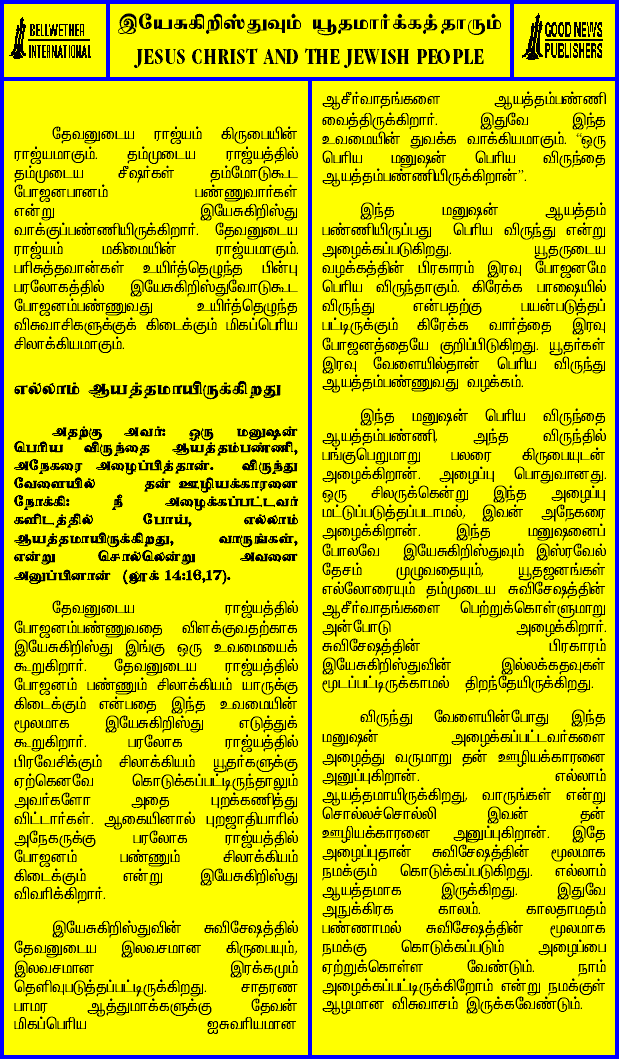 BELLWETHER
INTERNATIONAL
இயேசுகிறிஸ்துவும் யூதமார்க்கத்தாரும்
JESUS CHRIST AND THE JEWISH PEOPLE
GOOD NEWS
PUBLISHERS
தேவனுடைய ராஜ்யம் கிருபையின்
ராஜ்யமாகும். தம்முடைய ராஜ்யத்தில்
தம்முடைய சீஷர்கள் தம்மோடுகூட
போஜனபானம் பண்ணுவார்கள்
என்று இயேசுகிறிஸ்து
வாக்குப்பண்ணியிருக்கிறார். தேவனுடைய
ராஜ்யம் மகிமையின் ராஜ்யமாகும்.
பரிசுத்தவான்கள் உயிர்த்தெழுந்த பின்பு
பரலோகத்தில் இயேசுகிறிஸ்துவோடுகூட
போஜனம்பண்ணுவது உயிர்த்தெழுந்த
விசுவாசிகளுக்குக் கிடைக்கும் மிகப்பெரிய
சிலாக்கியமாகும்.
எல்லாம் ஆயத்தமாயிருக்கிறது
அதற்கு அவர்: ஒரு மனுஷன்
பெரிய விருந்தை ஆயத்தம்பண்ணி,
அநேகரை அழைப்பித்தான். விருந்து
வேளையில் தன் ஊழியக்காரனை
நோக்கி: நீ அழைக்கப்பட்டவர்
களிடத்தில் போய், எல்லாம்
ஆயத்தமாயிருக்கிறது, வாருங்கள்,
என்று சொல்லென்று அவனை
அனுப்பினான் (லூக் 14:16,17).
தேவனுடைய ராஜ்யத்தில்
போஜனம்பண்ணுவதை விளக்குவதற்காக
இயேசுகிறிஸ்து இங்கு ஒரு உவமையைக்
கூறுகிறார். தேவனுடைய ராஜ்யத்தில்
போஜனம் பண்ணும் சிலாக்கியம் யாருக்கு
கிடைக்கும் என்பதை இந்த உவமையின்
மூலமாக இயேசுகிறிஸ்து எடுத்துக்
கூறுகிறார். பரலோக ராஜ்யத்தில்
பிரவேசிக்கும் சிலாக்கியம் யூதர்களுக்கு
ஏற்கெனவே கொடுக்கப்பட்டிருந்தாலும்
அவர்களோ அதை புறக்கணித்து
விட்டார்கள். ஆகையினால் புறஜாதியாரில்
அநேகருக்கு பரலோக ராஜ்யத்தில்
போஜனம் பண்ணும் சிலாக்கியம்
கிடைக்கும் என்று இயேசுகிறிஸ்து
விவரிக்கிறார்.
இயேசுகிறிஸ்துவின் சுவிசேஷத்தில்
தேவனுடைய இலவசமான கிருபையும்,
இலவசமான இரக்கமும்
தெளிவுபடுத்தப்பட்டிருக்கிறது. சாதரண
பாமர ஆத்துமாக்களுக்கு தேவன்
மிகப்பெரிய ஐசுவரியமான
ஆசீர்வாதங்களை ஆயத்தம்பண்ணி
வைத்திருக்கிறார். இதுவே இந்த
உவமையின் துவக்க வாக்கியமாகும். “ஒரு
பெரிய மனுஷன் பெரிய விருந்தை
ஆயத்தம்பண்ணியிருக்கிறான்”.
இந்த மனுஷன் ஆயத்தம்
பண்ணியிருப்பது பெரிய விருந்து என்று
அழைக்கப்படுகிறது. யூதருடைய
வழக்கத்தின் பிரகாரம் இரவு போஜனமே
பெரிய விருந்தாகும். கிரேக்க பாஷையில்
விருந்து என்பதற்கு பயன்படுத்தப்
பட்டிருக்கும் கிரேக்க வார்த்தை இரவு
போஜனத்தையே குறிப்பிடுகிறது. யூதர்கள்
இரவு வேளையில்தான் பெரிய விருந்து
ஆயத்தம்பண்ணுவது வழக்கம்.
இந்த மனுஷன் பெரிய விருந்தை
ஆயத்தம்பண்ணி, அந்த விருந்தில்
பங்குபெறுமாறு பலரை கிருபையுடன்
அழைக்கிறான். அழைப்பு பொதுவானது.
ஒரு சிலருக்கென்று இந்த அழைப்பு
மட்டுப்படுத்தப்படாமல், இவன் அநேகரை
அழைக்கிறான். இந்த மனுஷனைப்
போலவே இயேசுகிறிஸ்துவும் இஸ்ரவேல்
தேசம் முழுவதையும், யூதஜனங்கள்
எல்லோரையும் தம்முடைய சுவிசேஷத்தின்
ஆசீர்வாதங்களை பெற்றுக்கொள்ளுமாறு
அன்போடு அழைக்கிறார்.
சுவிசேஷத்தின் பிரகாரம்
இயேசுகிறிஸ்துவின் இல்லக்கதவுகள்
மூடப்பட்டிருக்காமல் திறந்தேயிருக்கிறது.
விருந்து வேளையின்போது இந்த
மனுஷன் அழைக்கப்பட்டவர்களை
அழைத்து வருமாறு தன் ஊழியக்காரனை
அனுப்புகிறான். எல்லாம்
ஆயத்தமாயிருக்கிறது, வாருங்கள் என்று
சொல்லச்சொல்லி இவன் தன்
ஊழியக்காரனை அனுப்புகிறான். இதே
அழைப்புதான் சுவிசேஷத்தின் மூலமாக
நமக்கும் கொடுக்கப்படுகிறது. எல்லாம்
ஆயத்தமாக இருக்கிறது. இதுவே
அநுக்கிரக காலம். காலதாமதம்
பண்ணாமல் சுவிசேஷத்தின் மூலமாக
நமக்கு கொடுக்கப்படும் அழைப்பை
ஏற்றுக்கொள்ள வேண்டும். நாம்
அழைக்கப்பட்டிருக்கிறோம் என்று நமக்குள்
ஆழமான விசுவாசம் இருக்கவேண்டும்.